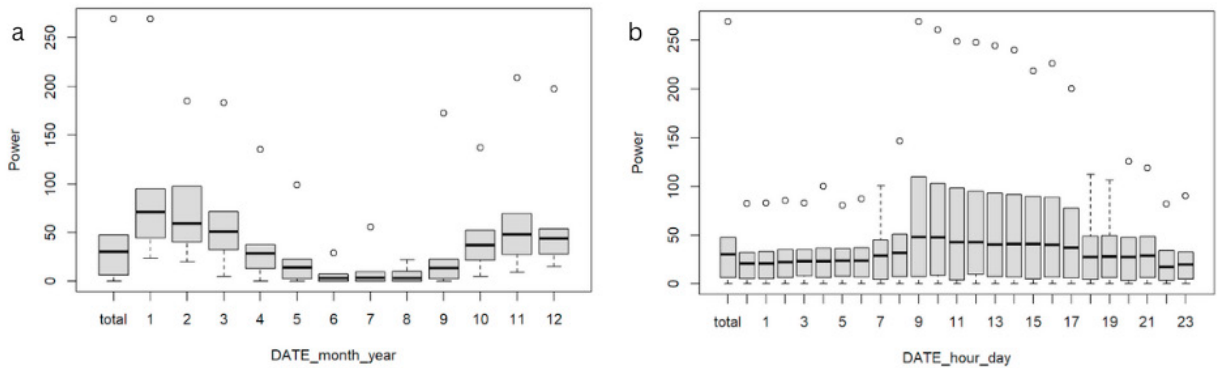 a
250
200
150
100
50
0
Power
total 1 2 3 4 5 6 7 8 9 10 11 12
DATE_month_year
b
250
200
150
100
50
0
Power
total 1 3 5 7 9 11 13 15 17 19 21 23
DATE_hour_day